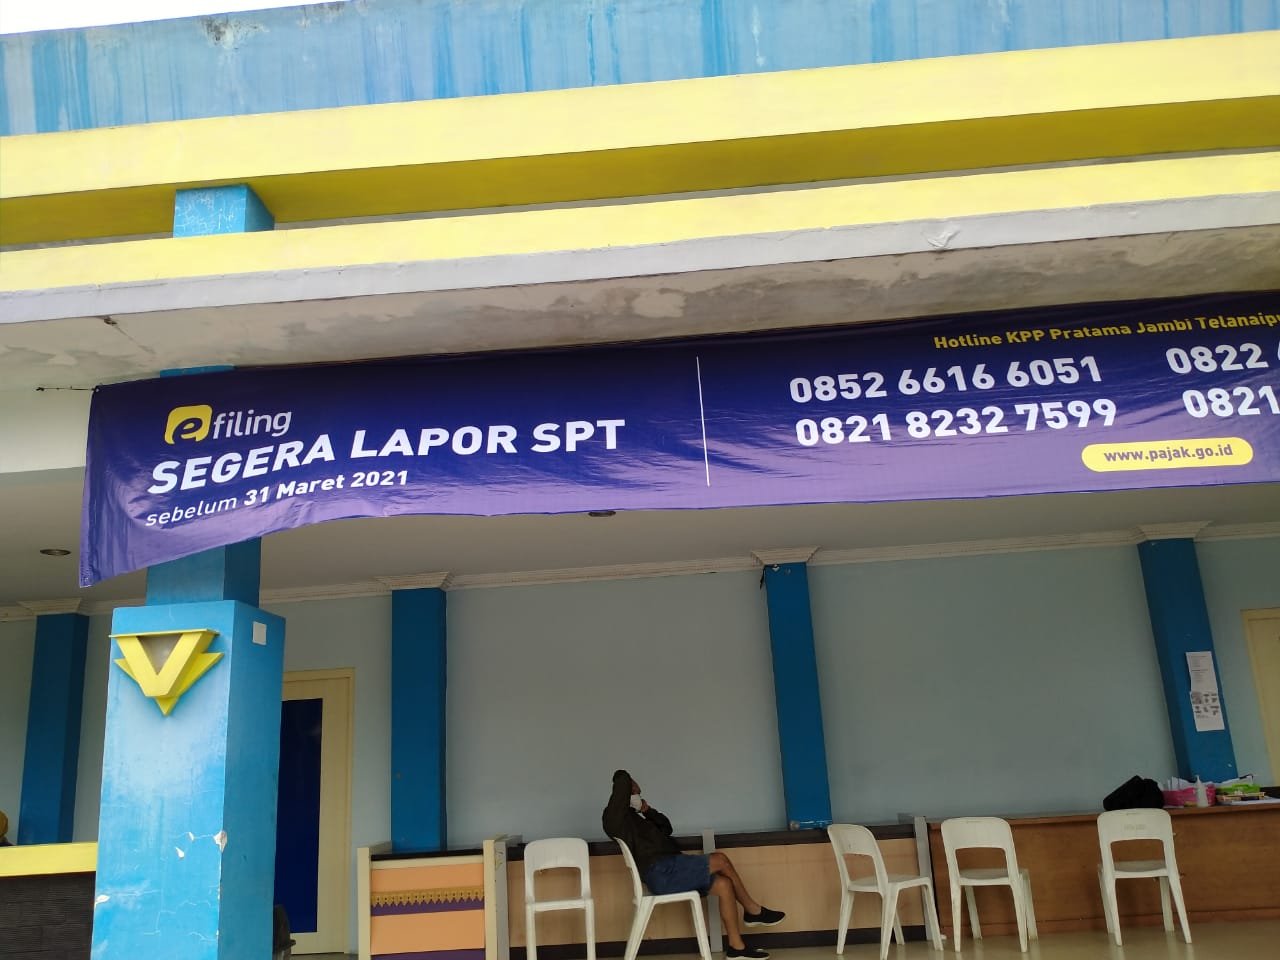 efiling
SEGERA LAPOR SPT
sebelum 31 Maret 2021
Hotline KPP Pratama Jambi
0852 6616 6051
0822
0821 8232 7599
0821
www.pajak.go.id